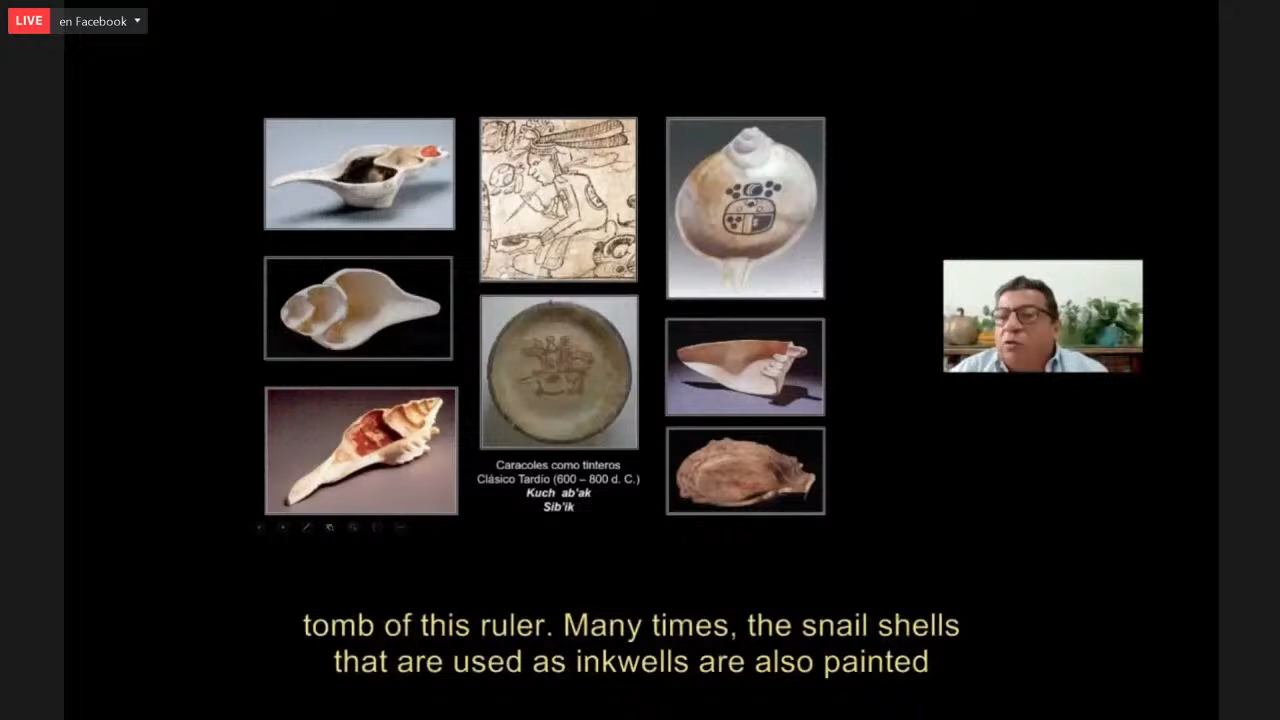 LIVE en Facebook
Caracoles como tinteros
Clásico Tardío (600 – 800 d. C.)
Kuch ab'ak
Sib'ik
tomb of this ruler. Many times, the snail shells
that are used as inkwells are also painted